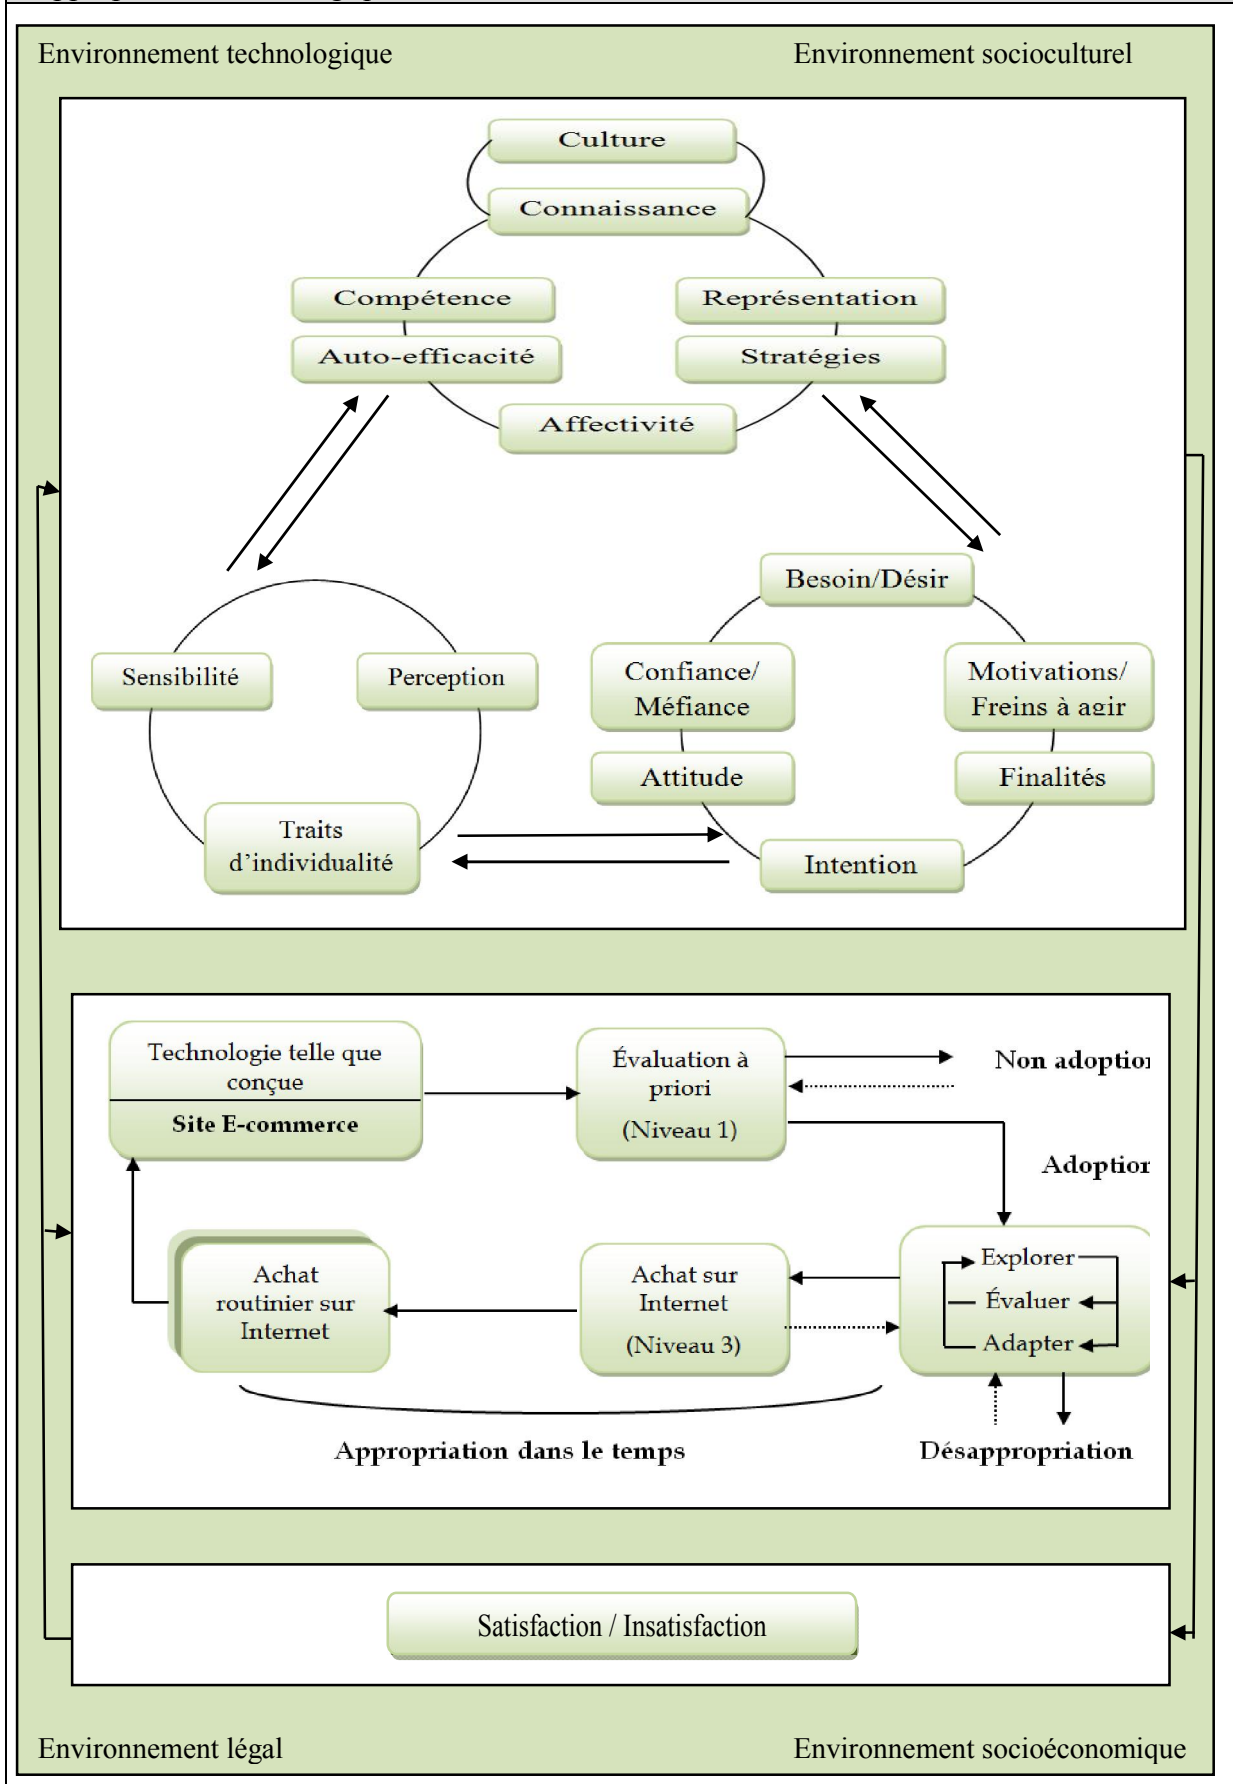 Environnement technologique
Environnement socioculturel
Culture
Connaissance
Compétence
Représentation
Auto-efficacité
Stratégies
Affectivité
Besoin/Désir
Sensibilité
Perception
Confiance/
Méfiance
Motivations/
Freins à agir
Attitude
Finalités
Traits
d'individualité
Intention
Technologie telle que
conçue
Site E-commerce
Évaluation à
priori
(Niveau 1)
Non adoption
Adoption
Achat
routinier sur
Internet
Achat sur
Internet
(Niveau 3)
Explorer
Évaluer
Adapter
Appropriation dans le temps
Désappropriation
Satisfaction / Insatisfaction
Environnement légal
Environnement socioéconomique